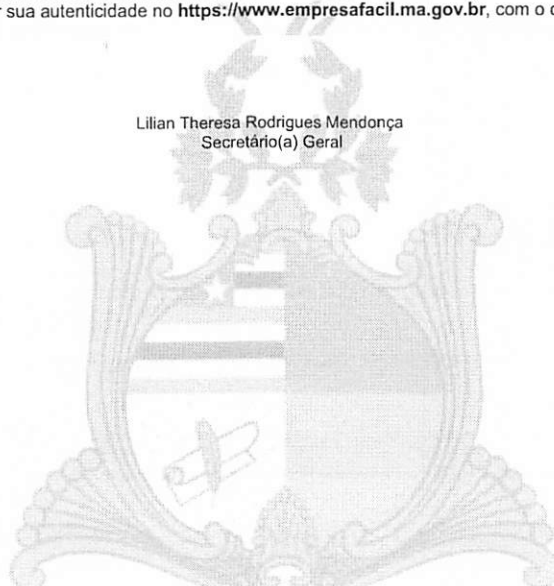 sua autenticidade no https://www.empresafacil.ma.gov.br, com o
Lilian Theresa Rodrigues Mendonça
Secretário(a) Geral